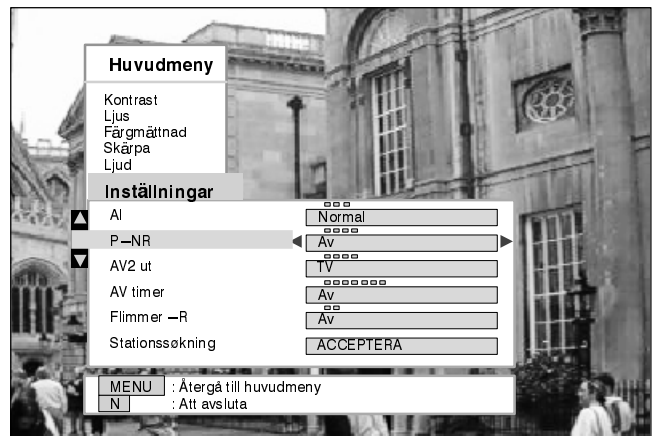 Huvudmeny
Kontrast
Ljus
Färgmättnad
Skärpa
Ljud
Inställningar
AI Normal
P–NR Av
AV2 ut TV
AV timer Av
Flimmer –R Av
Stationssøkning ACCEPTERA
MENU : Återgå till huvudmeny
N : Att avsluta